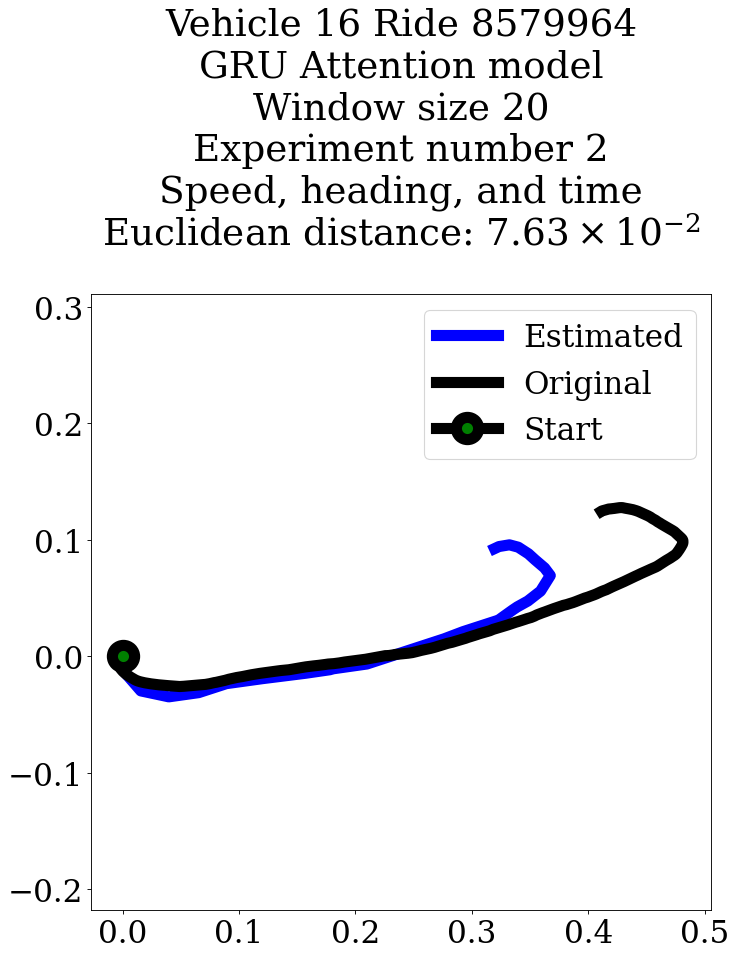 Vehicle 16 Ride 8579964
GRU Attention model
Window size 20
Experiment number 2
Speed, heading, and time
Euclidean distance: 7.63 × 10⁻²
0.3
0.2
0.1
0.0
−0.1
−0.2
Estimated
Original
Start
0.0 0.1 0.2 0.3 0.4 0.5